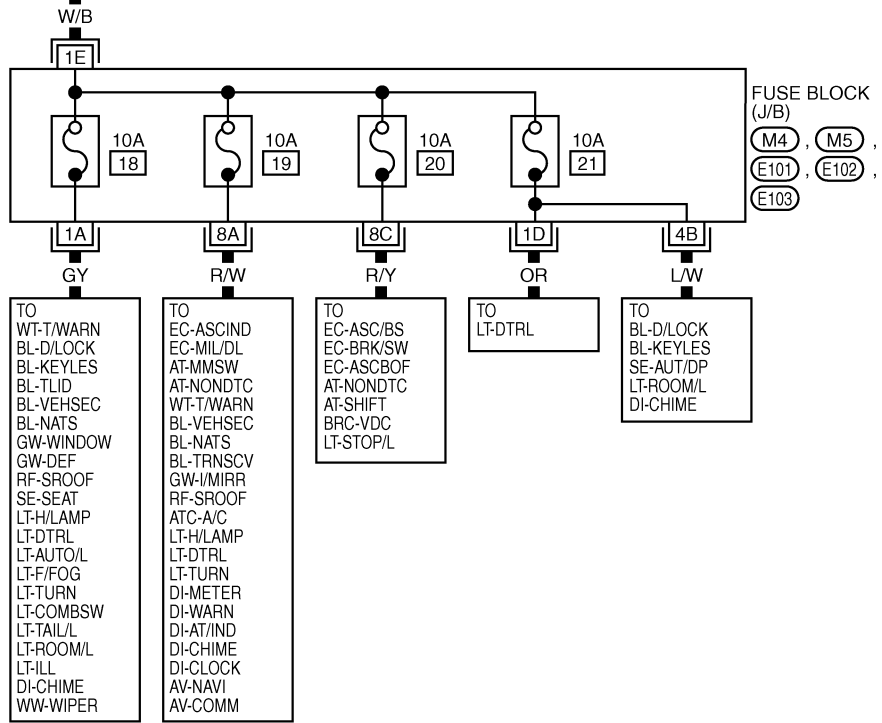 W/B
1E
FUSE BLOCK
(J/B)
M4 , M5 ,
E101 , E102 ,
E103
10A
18
10A
19
10A
20
10A
21
1A
8A
8C
1D
4B
GY
R/W
R/Y
OR
L/W
TO
WT-T/WARN
BL-D/LOCK
BL-KEYLES
BL-TLID
BL-VEHSEC
BL-NATS
GW-WINDOW
GW-DEF
RF-SROOF
SE-SEAT
LT-H/LAMP
LT-DTRL
LT-AUTO/L
LT-F/FOG
LT-TURN
LT-COMBSW
LT-TAIL/L
LT-ROOM/L
LT-ILL
DI-CHIME
WW-WIPER
TO
EC-ASCIND
EC-MIL/DL
AT-MMSW
AT-NONDTC
WT-T/WARN
BL-VEHSEC
BL-NATS
BL-TRNSCV
GW-I/MIRR
RF-SROOF
ATC-A/C
LT-H/LAMP
LT-DTRL
LT-TURN
DI-METER
DI-WARN
DI-AT/IND
DI-CHIME
DI-CLOCK
AV-NAVI
AV-COMM
TO
EC-ASC/BS
EC-BRK/SW
EC-ASCBOF
AT-NONDTC
AT-SHIFT
BRC-VDC
LT-STOP/L
TO
LT-DTRL
TO
BL-D/LOCK
BL-KEYLES
SE-AUT/DP
LT-ROOM/L
DI-CHIME